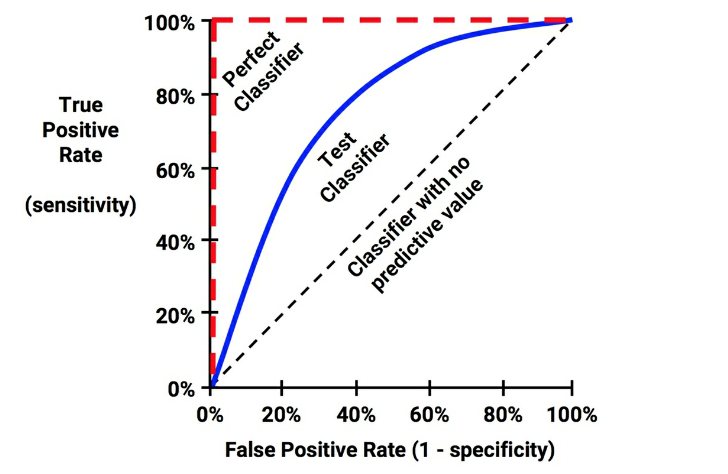 100%
80%
60%
40%
20%
0%
True
Positive
Rate
(sensitivity)
Perfect
Classifier
Test
Classifier
Classifier with no
predictive value
0%
20%
40%
60%
80%
100%
False Positive Rate (1 - specificity)